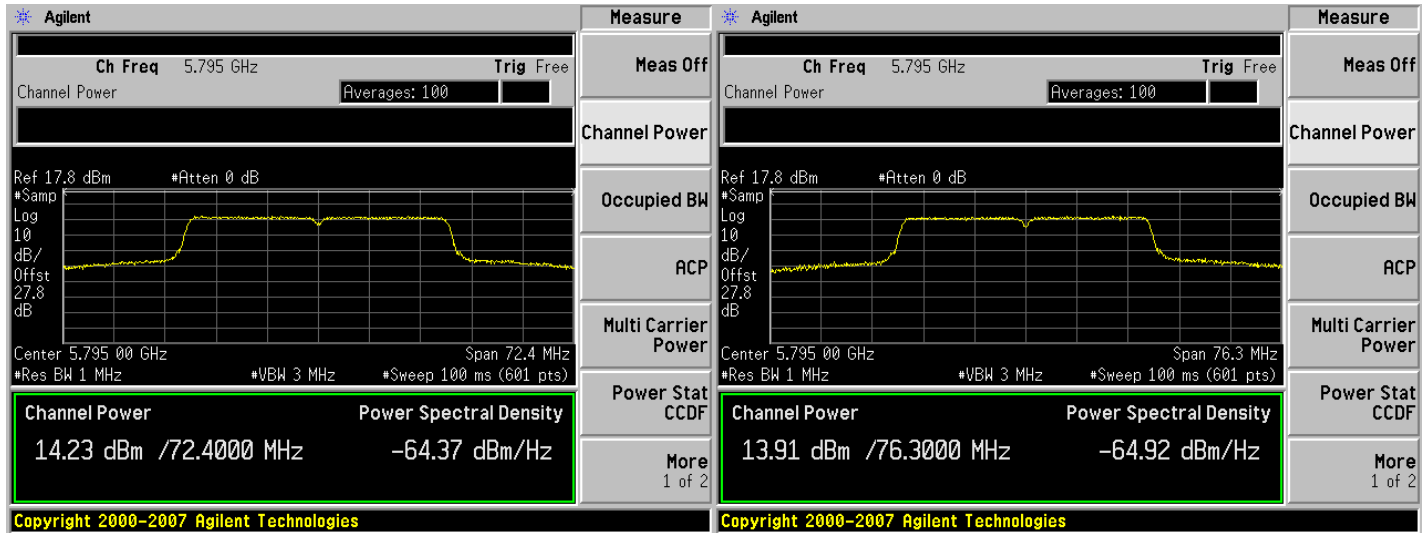 Agilent
Measure
Ch Freq 5.795 GHz Trig Free
Meas Off
Channel Power Averages: 100
Channel Power
Ref 17.8 dBm #Atten 0 dB
#Samp
Log
10
dB/
Offst
27.8
dB
Occupied BW
ACP
Multi Carrier
Power
Center 5.795 00 GHz Span 72.4 MHz
#Res BW 1 MHz #VBW 3 MHz #Sweep 100 ms (601 pts)
Power Stat
CCDF
Channel Power Power Spectral Density
14.23 dBm /72.4000 MHz -64.37 dBm/Hz
More
1 of 2
Copyright 2000-2007 Agilent Technologies
Agilent
Measure
Ch Freq 5.795 GHz Trig Free
Meas Off
Channel Power Averages: 100
Channel Power
Ref 17.8 dBm #Atten 0 dB
#Samp
Log
10
dB/
Offst
27.8
dB
Occupied BW
ACP
Multi Carrier
Power
Center 5.795 00 GHz Span 76.3 MHz
#Res BW 1 MHz #VBW 3 MHz #Sweep 100 ms (601 pts)
Power Stat
CCDF
Channel Power Power Spectral Density
13.91 dBm /76.3000 MHz -64.92 dBm/Hz
More
1 of 2
Copyright 2000-2007 Agilent Technologies